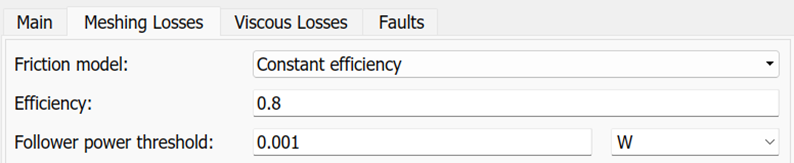 Main Meshing Losses Viscous Losses Faults
Friction model: Constant efficiency
Efficiency: 0.8
Follower power threshold: 0.001 W